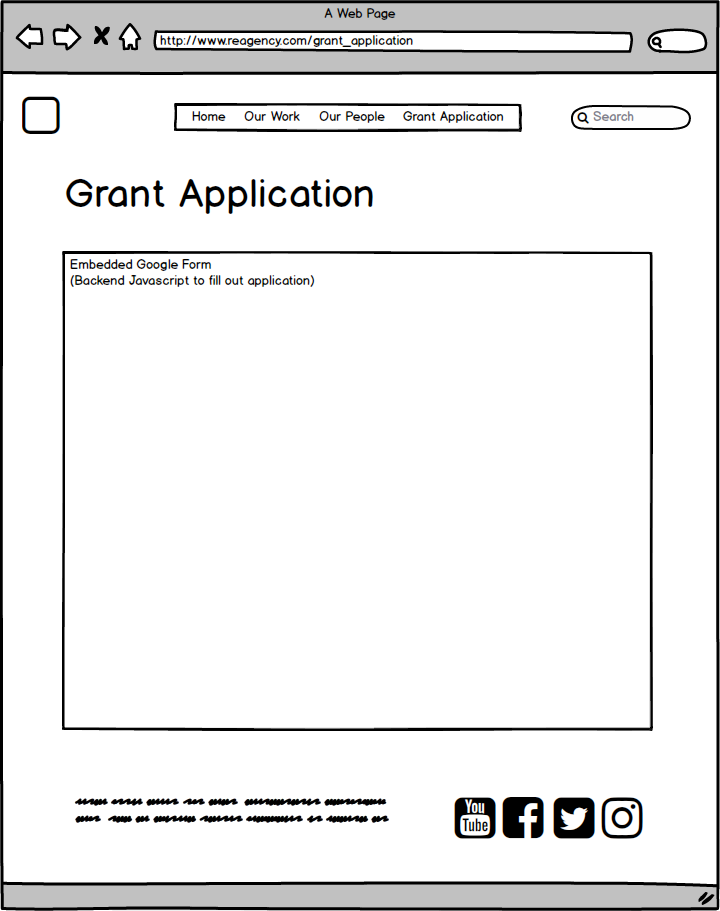 A Web Page
http://www.reagency.com/grant_application
Home Our Work Our People Grant Application
Search
Grant Application
Embedded Google Form
(Backend Javascript to fill out application)
You
Tube